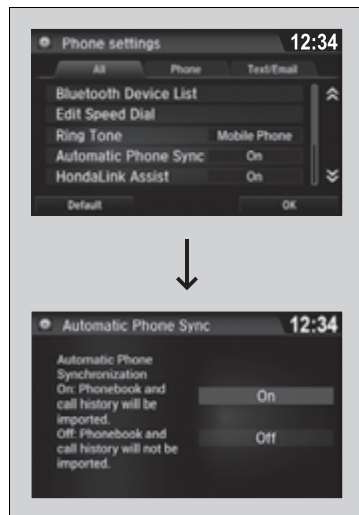 Phone settings 12:34
All Phone Text/Email
Bluetooth Device List
Edit Speed Dial
Ring Tone Mobile Phone
Automatic Phone Sync On
HondaLink Assist On
Default OK
Automatic Phone Sync 12:34
Automatic Phone
Synchronization
On: Phonebook and
call history will be
imported.
Off: Phonebook and
call history will not be
imported.
On
Off